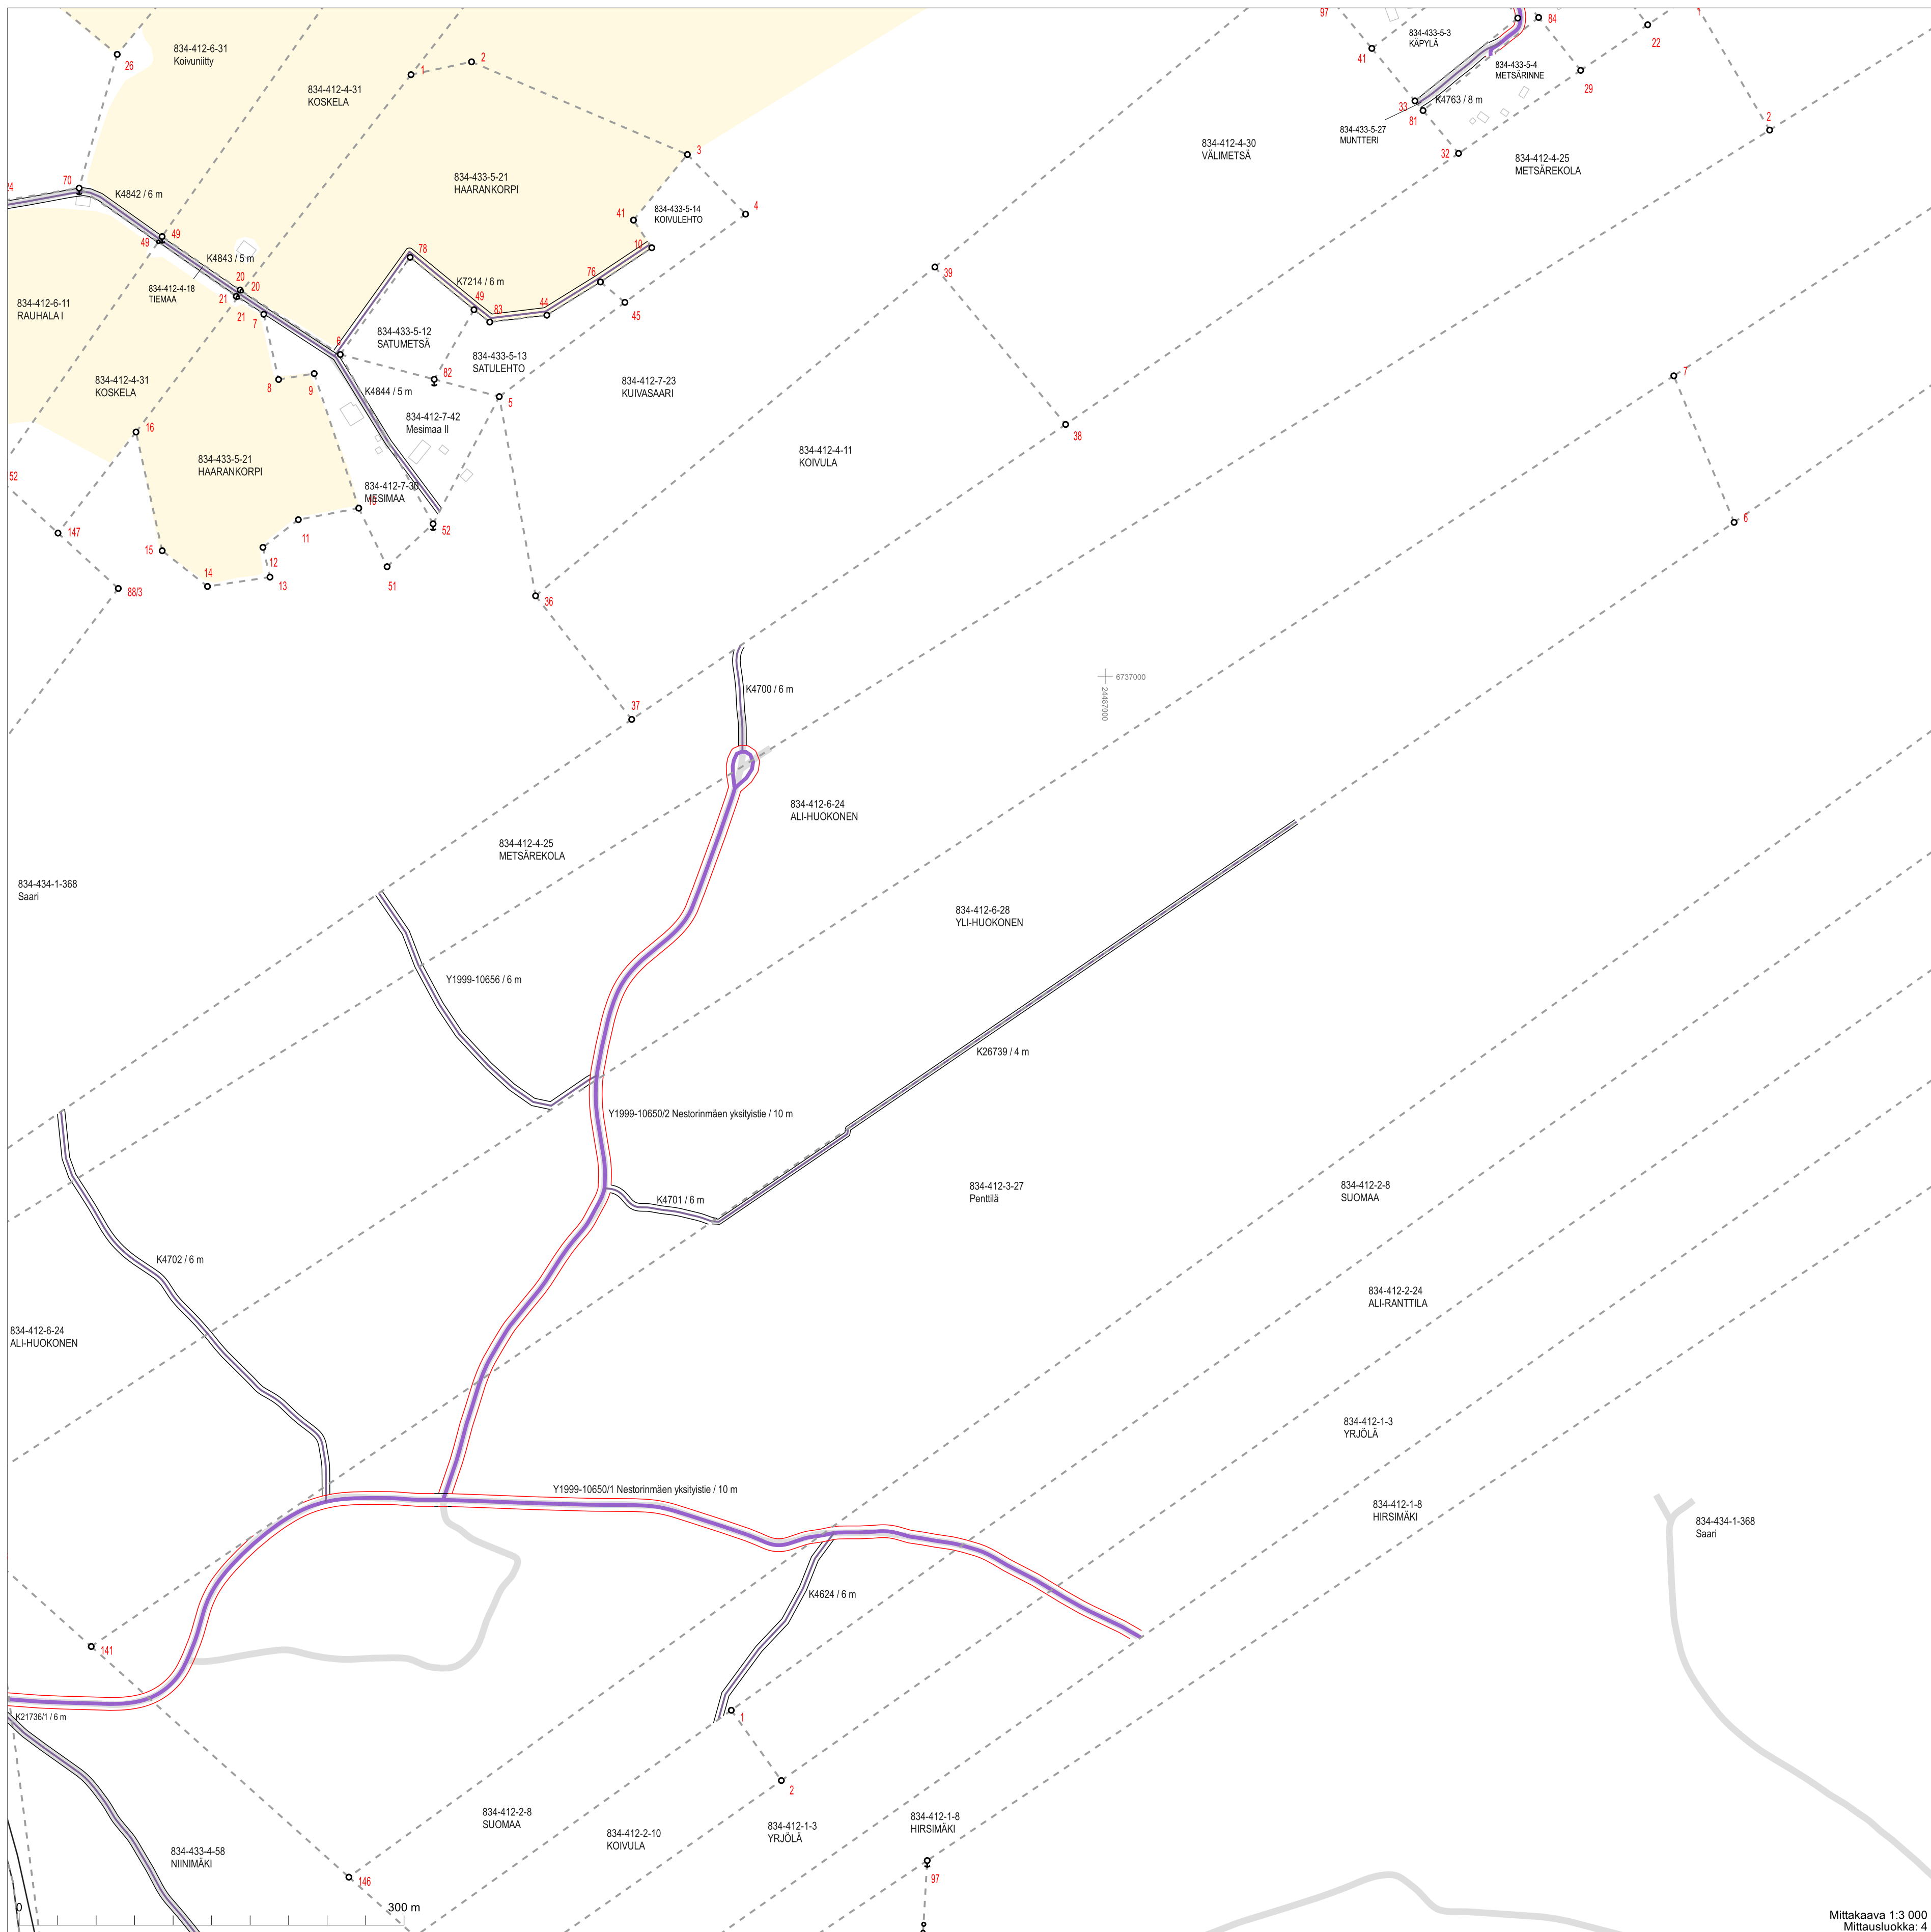 97
84
834-433-5-3
KÄPYLÄ
22
1
834-412-6-31
Koivuniitty
41
26
2
1
834-433-5-4
METSÄRINNE
29
834-412-4-31
KOSKELA
33
K4763 / 8 m
81
2
834-433-5-27
MUNTTERI
834-412-4-30
VÄLIMETSÄ
3
32
834-412-4-25
METSÄREKOLA
834-433-5-21
HAARANKORPI
70
24
K4842 / 6 m
41
834-433-5-14
KOIVULEHTO
4
49
49
78
10
K4843 / 5 m
39
20
20
76
K7214 / 6 m
834-412-4-18
TIEMAA
21
834-412-6-11
RAUHALA I
21
7
49
83
44
45
834-433-5-12
SATUMETSÄ
6
834-433-5-13
SATULEHTO
82
7
834-412-4-31
KOSKELA
8
9
K4844 / 5 m
834-412-7-23
KUIVASAARI
5
834-412-7-42
Mesimaa II
16
38
834-412-4-11
KOIVULA
834-433-5-21
HAARANKORPI
52
834-412-7-30
MESIMAA
10
6
147
11
52
15
12
14
13
51
88/3
36
6737000
24487000
K4700 / 6 m
37
834-412-6-24
ALI-HUOKONEN
834-412-4-25
METSÄREKOLA
834-434-1-368
Saari
834-412-6-28
YLI-HUOKONEN
Y1999-10656 / 6 m
K26739 / 4 m
Y1999-10650/2 Nestorinmäen yksityistie / 10 m
834-412-3-27
Penttilä
834-412-2-8
SUOMAA
K4701 / 6 m
K4702 / 6 m
834-412-2-24
ALI-RANTTILA
834-412-6-24
ALI-HUOKONEN
834-412-1-3
YRJÖLÄ
Y1999-10650/1 Nestorinmäen yksityistie / 10 m
834-412-1-8
HIRSIMÄKI
834-434-1-368
Saari
K4624 / 6 m
141
K21736/1 / 6 m
1
2
834-412-2-8
SUOMAA
834-412-2-10
KOIVULA
834-412-1-3
YRJÖLÄ
834-412-1-8
HIRSIMÄKI
834-433-4-58
NIINIMÄKI
146
97
0
300 m
Mittakaava 1:3 000
Mittausluokka: 4